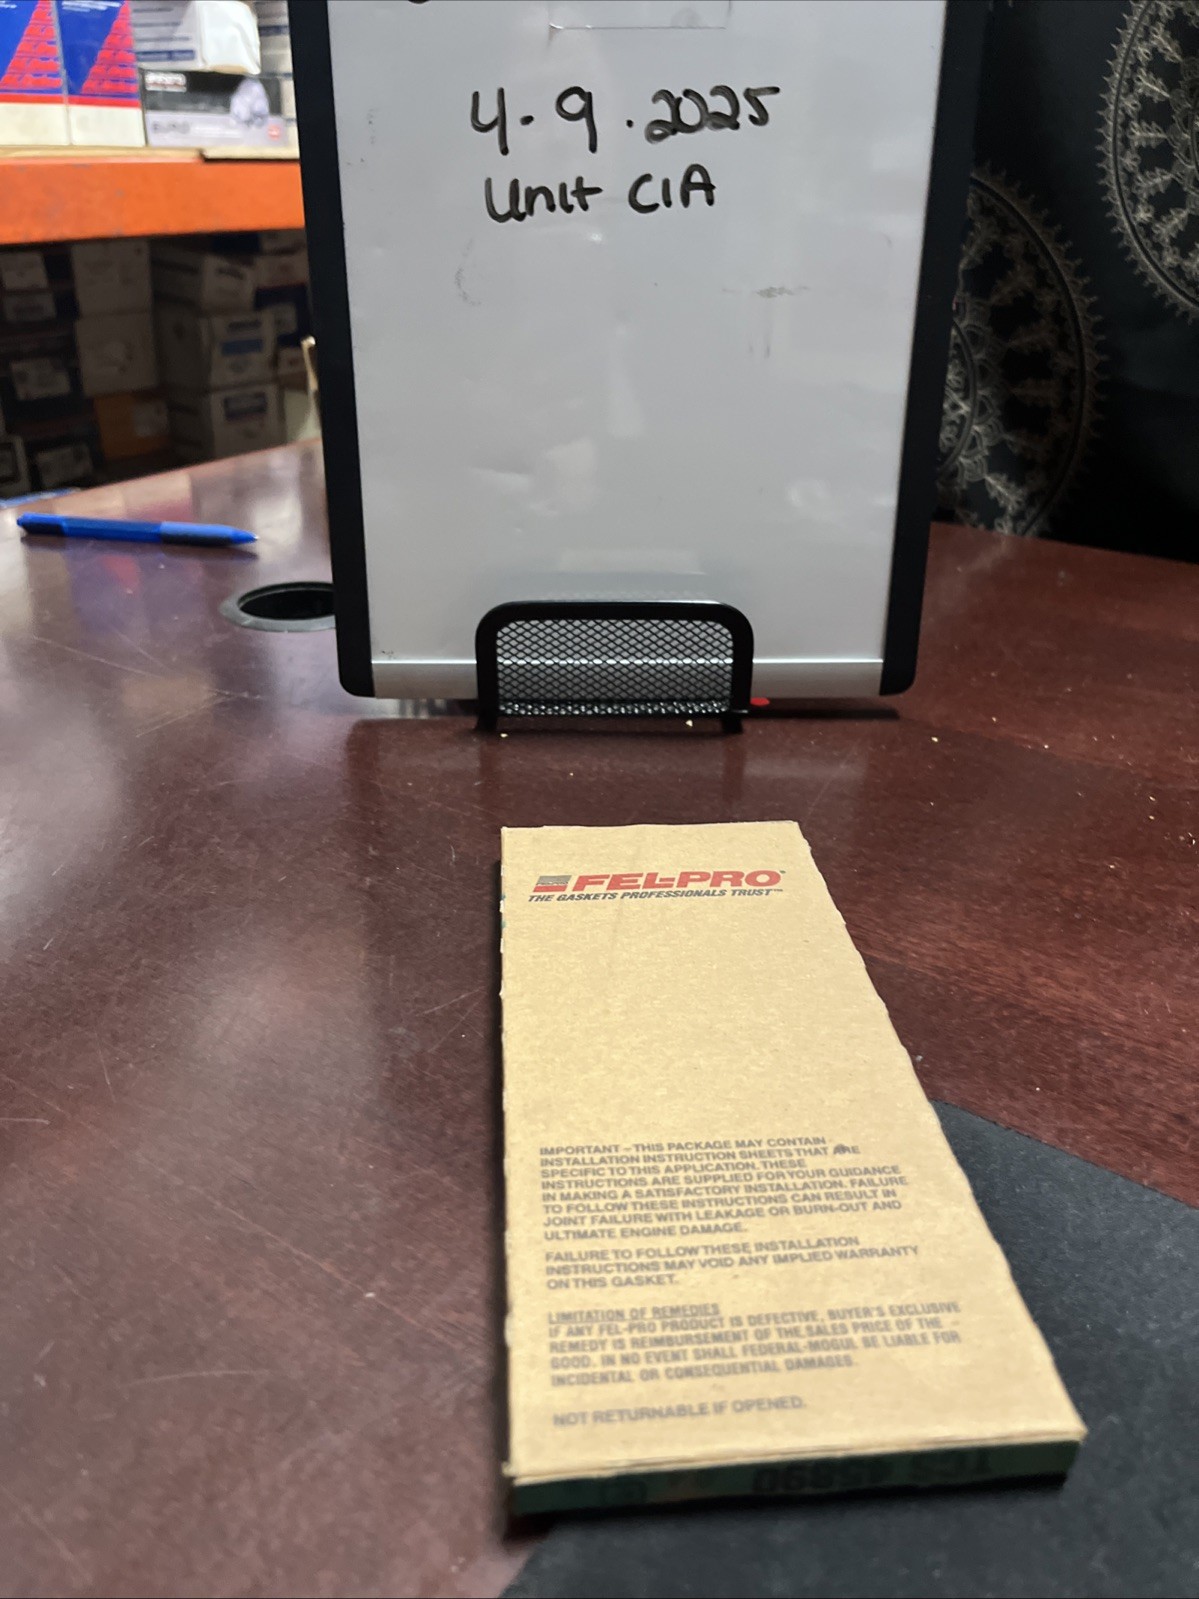 4-9.2025
Unit C1A
FEL-PRO
THE GASKETS PROFESSIONALS TRUST™
IMPORTANT – THIS PACKAGE MAY CONTAIN
INSTALLATION INSTRUCTION SHEETS THAT ARE
SPECIFIC TO THIS APPLICATION. THESE
INSTRUCTIONS ARE SUPPLIED FOR YOUR GUIDANCE
IN MAKING A SATISFACTORY INSTALLATION. FAILURE
TO FOLLOW THESE INSTRUCTIONS CAN RESULT IN
JOINT FAILURE WITH LEAKAGE OR BURN-OUT AND
ULTIMATE ENGINE DAMAGE.
FAILURE TO FOLLOW THESE INSTALLATION
INSTRUCTIONS MAY VOID ANY IMPLIED WARRANTY
ON THIS GASKET.
LIMITATION OF REMEDIES
IF ANY FEL-PRO PRODUCT IS DEFECTIVE, BUYER'S EXCLUSIVE
REMEDY IS REIMBURSEMENT OF THE SALES PRICE OF THE
GOOD. IN NO EVENT SHALL FEDERAL-MOGUL BE LIABLE FOR
INCIDENTAL OR CONSEQUENTIAL DAMAGES.
NOT RETURNABLE IF OPENED.